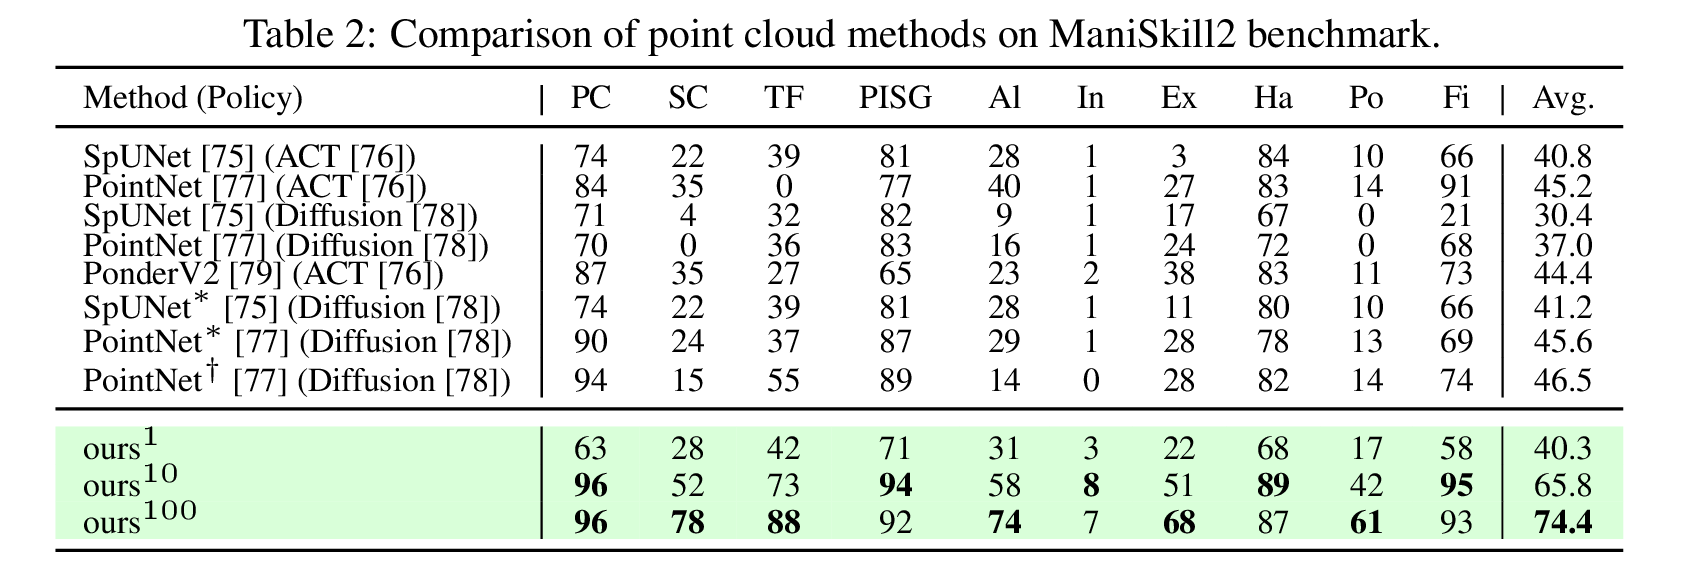 Table 2: Comparison of point cloud methods on ManiSkill2 benchmark.
Method (Policy) | PC SC TF PISG Al In Ex Ha Po Fi | Avg.
SpUNet [75] (ACT [76]) 74 22 39 81 28 1 3 84 10 66 40.8
PointNet [77] (ACT [76]) 84 35 0 77 40 1 27 83 14 91 45.2
SpUNet [75] (Diffusion [78]) 71 4 32 82 9 1 17 67 0 21 30.4
PointNet [77] (Diffusion [78]) 70 0 36 83 16 1 24 72 0 68 37.0
PonderV2 [79] (ACT [76]) 87 35 27 65 23 2 38 83 11 73 44.4
SpUNet* [75] (Diffusion [78]) 74 22 39 81 28 1 11 80 10 66 41.2
PointNet* [77] (Diffusion [78]) 90 24 37 87 29 1 28 78 13 69 45.6
PointNet† [77] (Diffusion [78]) 94 15 55 89 14 0 28 82 14 74 46.5
ours¹ 63 28 42 71 31 3 22 68 17 58 40.3
ours¹⁰ 96 52 73 94 58 8 51 89 42 95 65.8
ours¹⁰⁰ 96 78 88 92 74 7 68 87 61 93 74.4